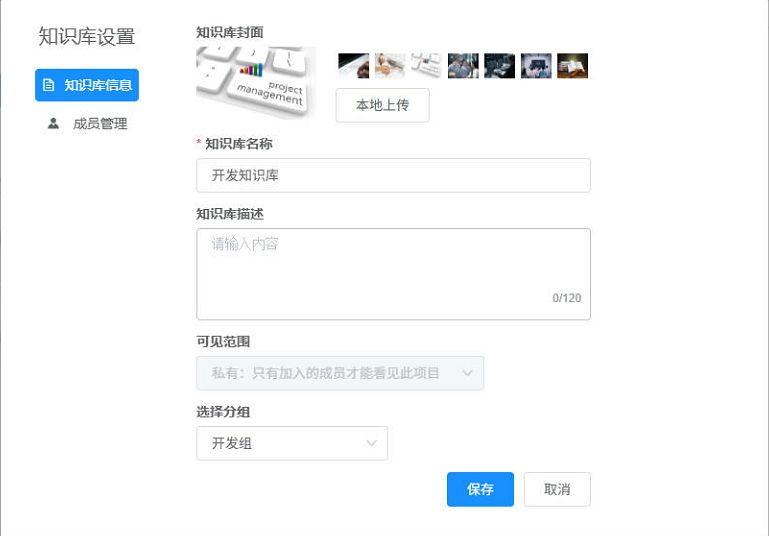 知识库设置
知识库信息
成员管理
知识库封面
project
management
本地上传
* 知识库名称
开发知识库
知识库描述
请输入内容
0/120
可见范围
私有：只有加入的成员才能看见此项目
选择分组
开发组
保存
取消